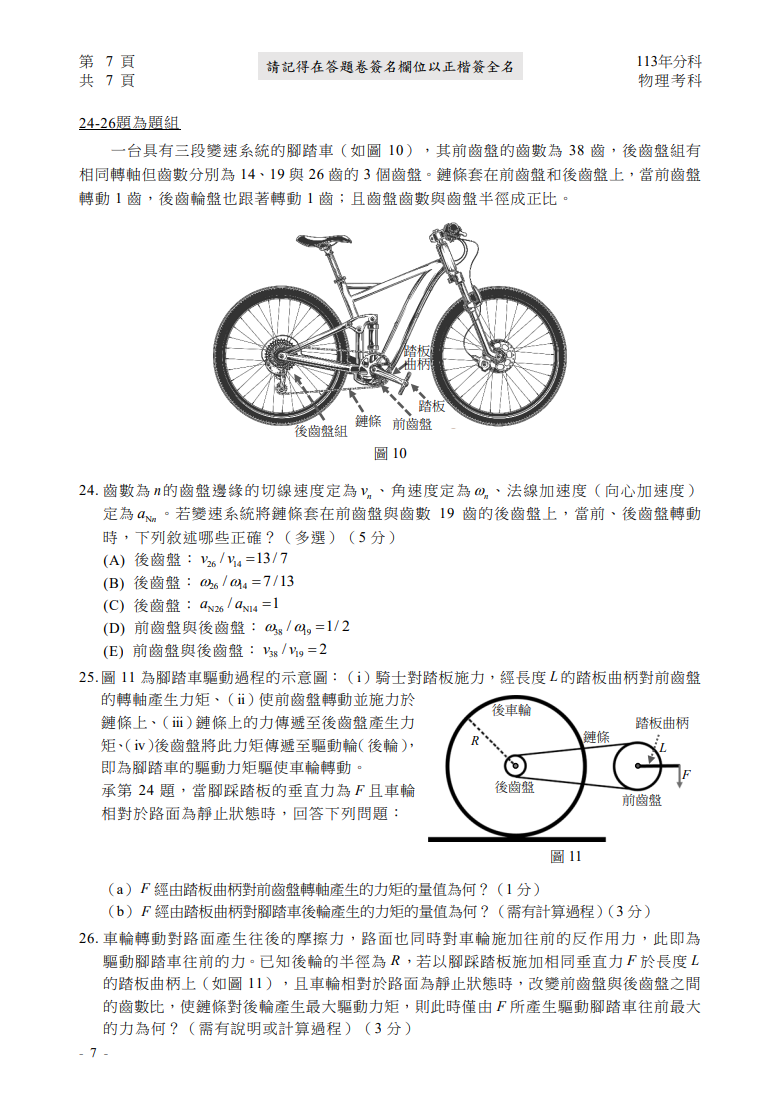 第 7 頁
共 7 頁
請記得在答題卷簽名欄位以正楷簽全名
113年分科
物理考科
24-26題為題組
一台具有三段變速系統的腳踏車（如圖 10），其前齒盤的齒數為 38 齒，後齒盤組有
相同轉軸但齒數分別為 14、19 與 26 齒的 3 個齒盤。鏈條套在前齒盤和後齒盤上，當前齒盤
轉動 1 齒，後齒輪盤也跟著轉動 1 齒；且齒盤齒數與齒盤半徑成正比。
踏板
曲柄
踏板
鏈條
前齒盤
後齒盤組
圖 10
24. 齒數為 n 的齒盤邊緣的切線速度定為 vn 、角速度定為 ωn 、法線加速度（向心加速度）
定為 aNn 。若變速系統將鏈條套在前齒盤與齒數 19 齒的後齒盤上，當前、後齒盤轉動
時，下列敘述哪些正確？（多選）（5 分）
(A) 後齒盤： v26 / v14 =13 / 7
(B) 後齒盤： ω26 / ω14 = 7 / 13
(C) 後齒盤： aN26 / aN14 =1
(D) 前齒盤與後齒盤： ω38 / ω19 =1/ 2
(E) 前齒盤與後齒盤： v38 / v19 = 2
25. 圖 11 為腳踏車驅動過程的示意圖：（i）騎士對踏板施力，經長度 L 的踏板曲柄對前齒盤
的轉軸產生力矩、（ii）使前齒盤轉動並施力於
鏈條上、（iii）鏈條上的力傳遞至後齒盤產生力
矩、（iv）後齒盤將此力矩傳遞至驅動輪（後輪），
即為腳踏車的驅動力矩驅使車輪轉動。
承第 24 題，當腳踩踏板的垂直力為 F 且車輪
相對於路面為靜止狀態時，回答下列問題：
後車輪
R
後齒盤
鏈條
踏板曲柄
L
F
前齒盤
圖 11
（a）F 經由踏板曲柄對前齒盤轉軸產生的力矩的量值為何？（1 分）
（b）F 經由踏板曲柄對腳踏車後輪產生的力矩的量值為何？（需有計算過程）（3 分）
26. 車輪轉動對路面產生往後的摩擦力，路面也同時對車輪施加往前的反作用力，此即為
驅動腳踏車往前的力。已知後輪的半徑為 R，若以腳踩踏板施加相同垂直力 F 於長度 L
的踏板曲柄上（如圖 11），且車輪相對於路面為靜止狀態時，改變前齒盤與後齒盤之間
的齒數比，使鏈條對後輪產生最大驅動力矩，則此時僅由 F 所產生驅動腳踏車往前最大
的力為何？（需有說明或計算過程）（3 分）
- 7 -